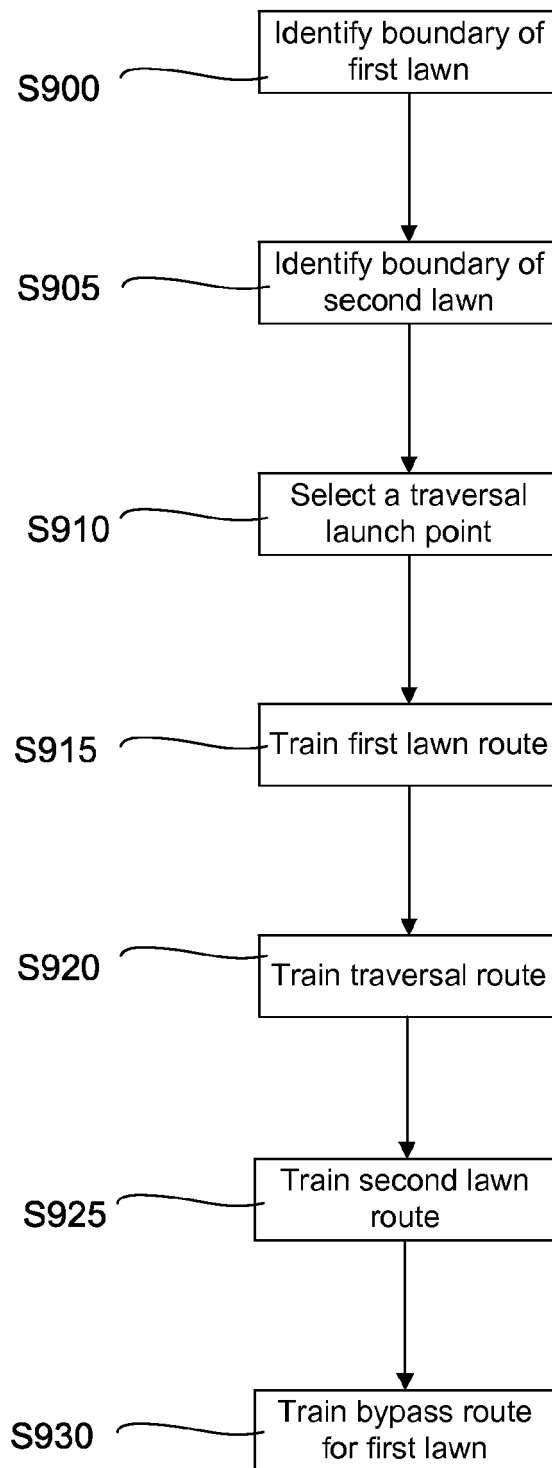 Identify boundary of
first lawn
S900
Identify boundary of
second lawn
S905
Select a traversal
launch point
S910
Train first lawn route
S915
Train traversal route
S920
Train second lawn
route
S925
Train bypass route
for first lawn
S930